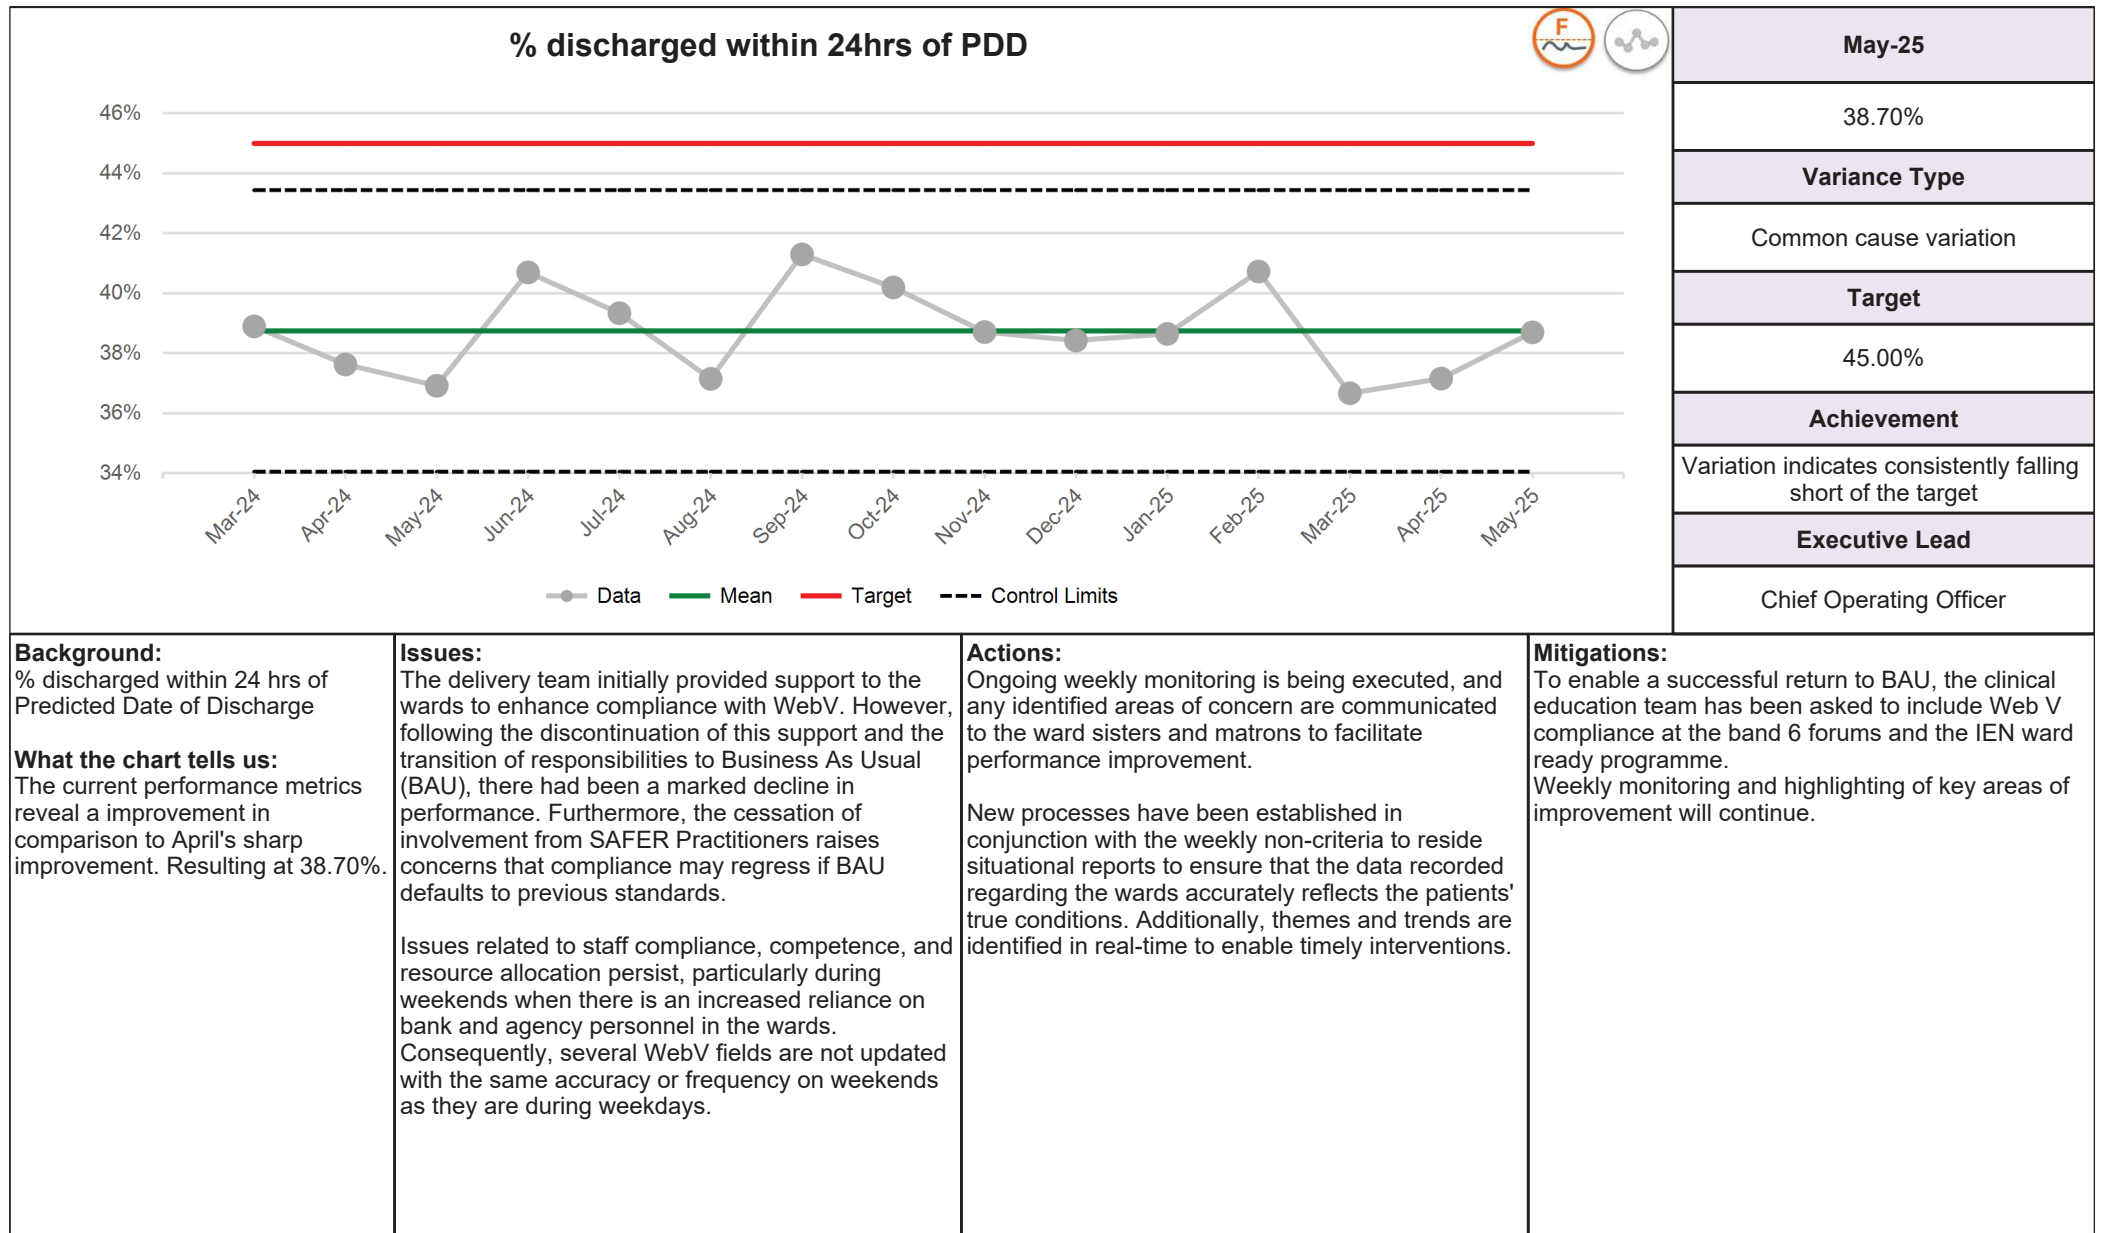 % discharged within 24hrs of PDD
F
46%
44%
42%
40%
38%
36%
34%
Mar-24
Apr-24
May-24
Jun-24
Jul-24
Aug-24
Sep-24
Oct-24
Nov-24
Dec-24
Jan-25
Feb-25
Mar-25
Apr-25
May-25
Data
Mean
Target
Control Limits
May-25
38.70%
Variance Type
Common cause variation
Target
45.00%
Achievement
Variation indicates consistently falling
short of the target
Executive Lead
Chief Operating Officer
Background:
% discharged within 24 hrs of
Predicted Date of Discharge
What the chart tells us:
The current performance metrics
reveal a improvement in
comparison to April's sharp
improvement. Resulting at 38.70%.
Issues:
The delivery team initially provided support to the
wards to enhance compliance with WebV. However,
following the discontinuation of this support and the
transition of responsibilities to Business As Usual
(BAU), there had been a marked decline in
performance. Furthermore, the cessation of
involvement from SAFER Practitioners raises
concerns that compliance may regress if BAU
defaults to previous standards.
Issues related to staff compliance, competence, and
resource allocation persist, particularly during
weekends when there is an increased reliance on
bank and agency personnel in the wards.
Consequently, several WebV fields are not updated
with the same accuracy or frequency on weekends
as they are during weekdays.
Actions:
Ongoing weekly monitoring is being executed, and
any identified areas of concern are communicated
to the ward sisters and matrons to facilitate
performance improvement.
New processes have been established in
conjunction with the weekly non-criteria to reside
situational reports to ensure that the data recorded
regarding the wards accurately reflects the patients'
true conditions. Additionally, themes and trends are
identified in real-time to enable timely interventions.
Mitigations:
To enable a successful return to BAU, the clinical
education team has been asked to include Web V
compliance at the band 6 forums and the IEN ward
ready programme.
Weekly monitoring and highlighting of key areas of
improvement will continue.